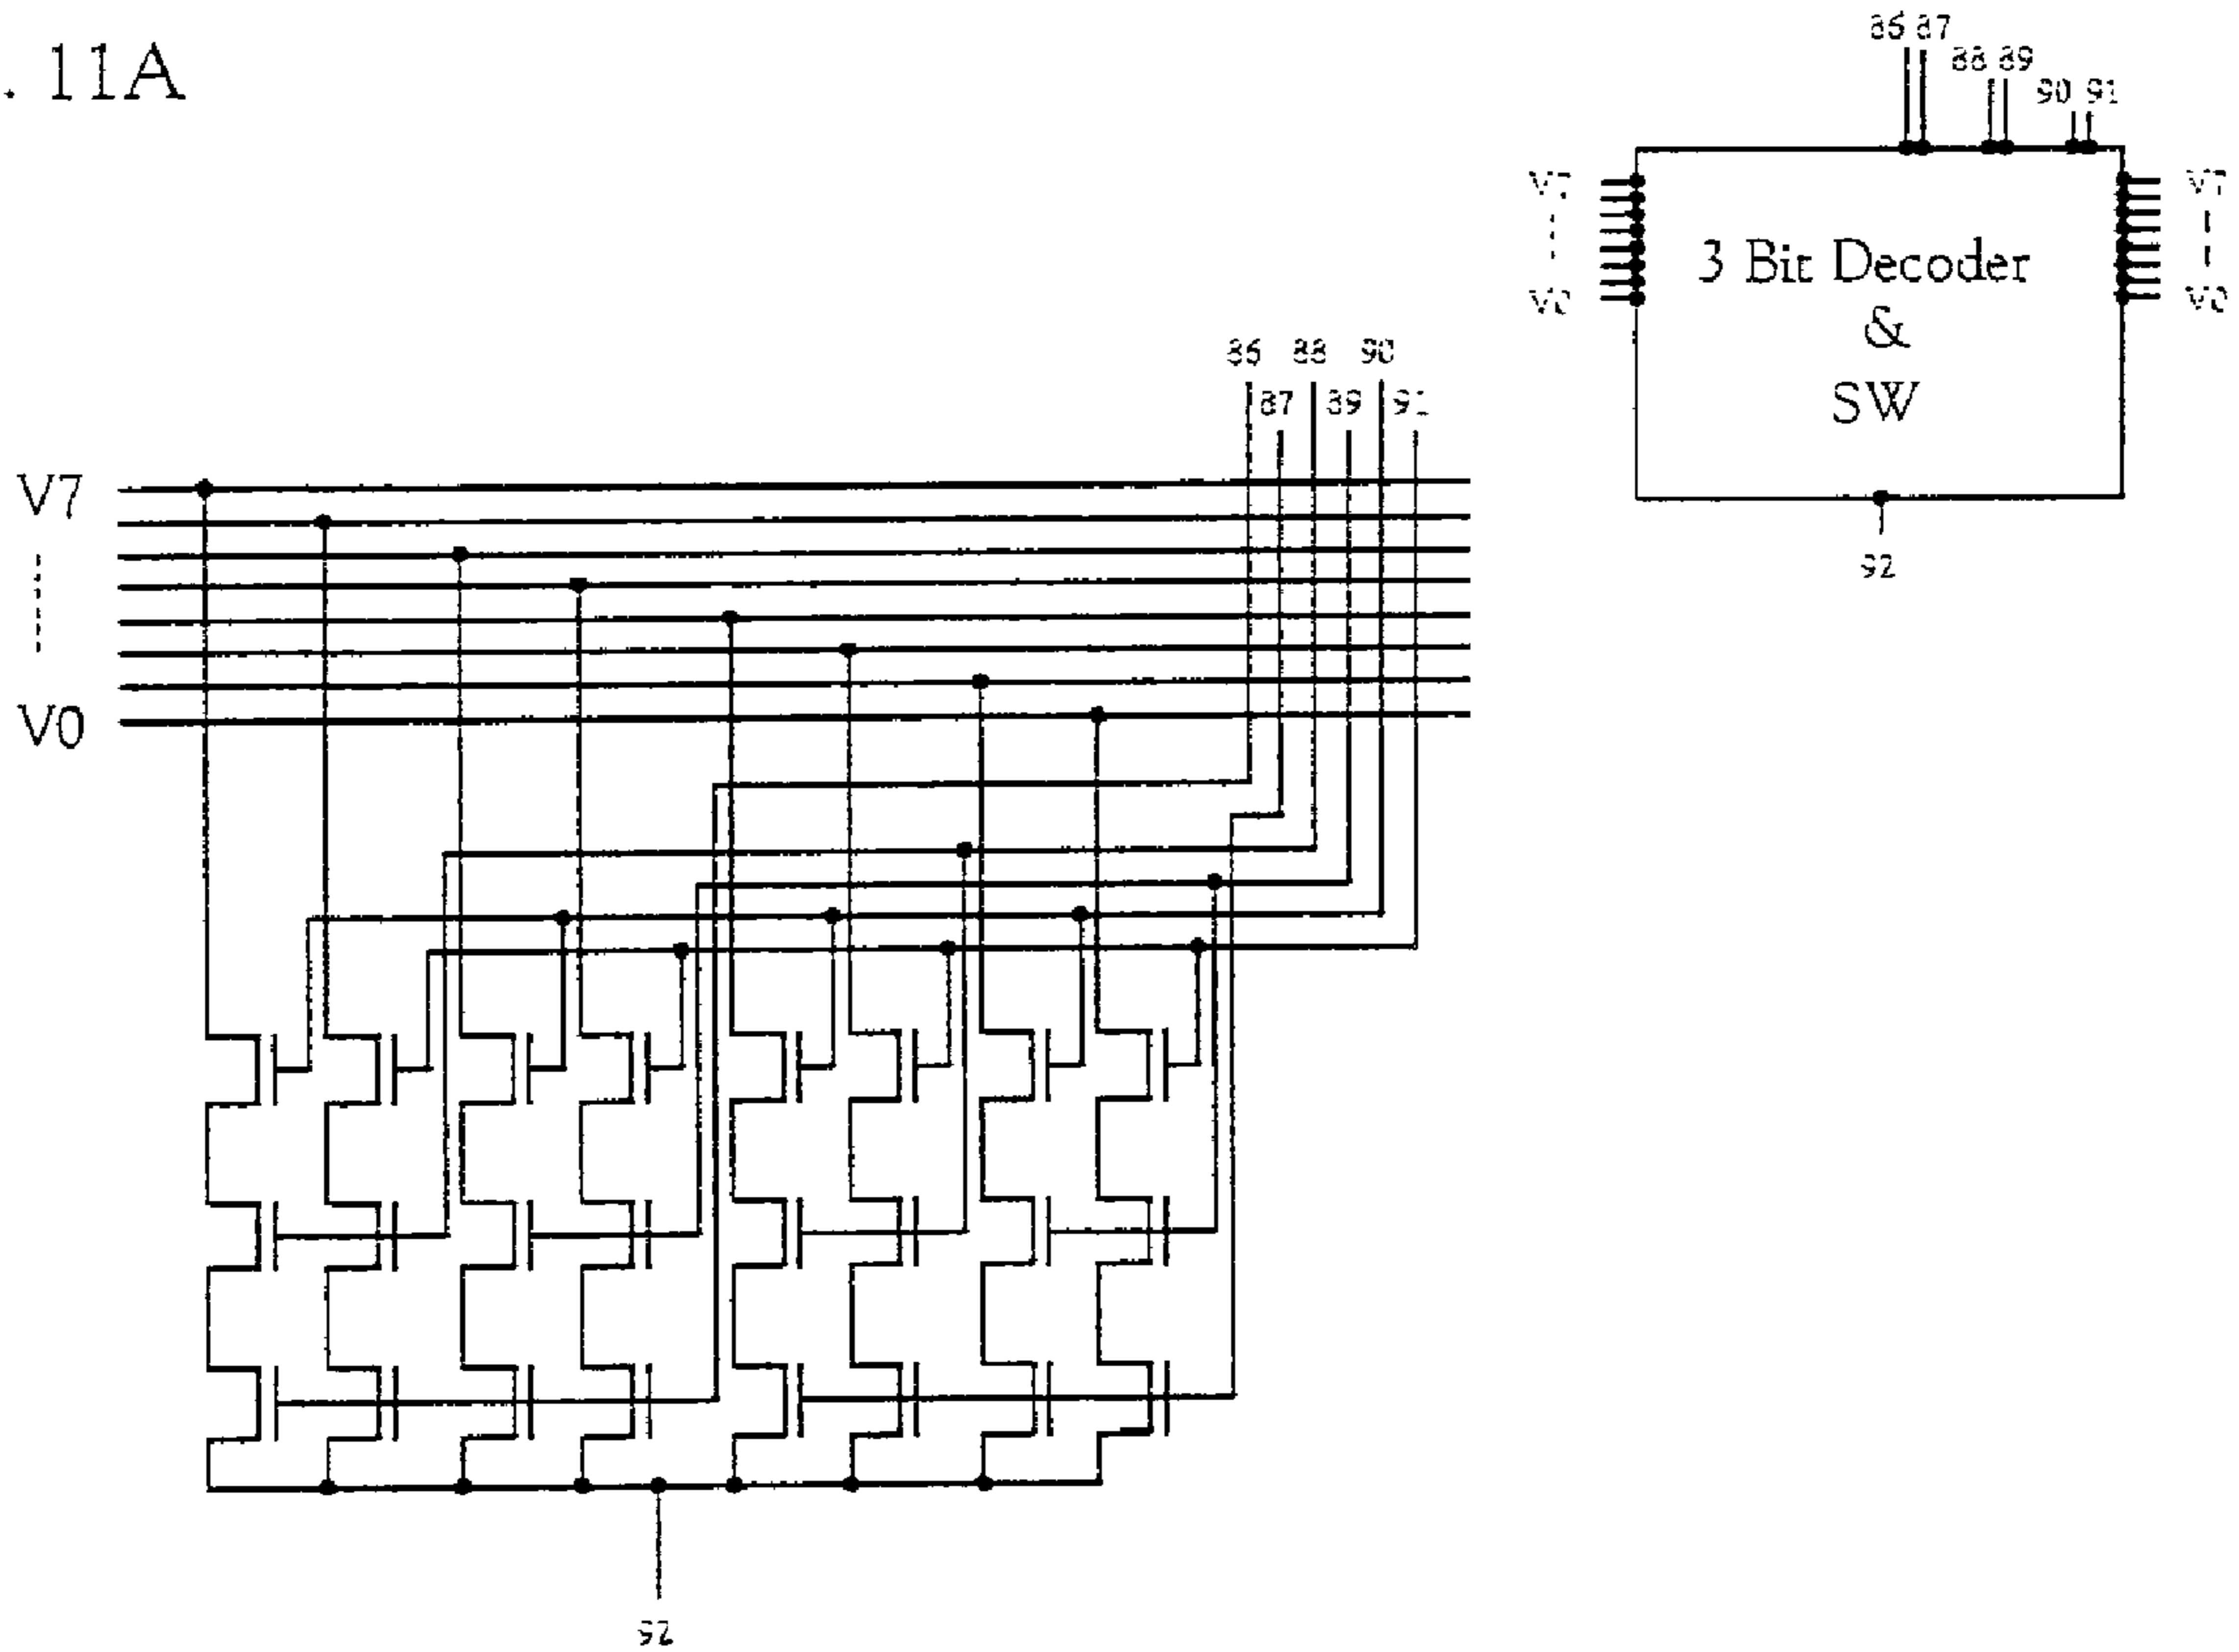 . 11A
86 87
88 89
90 91
V7
V7
3 Bit Decoder
V0
V0
&
SW
92
86 88 90
87 89 91
V7
V0
92